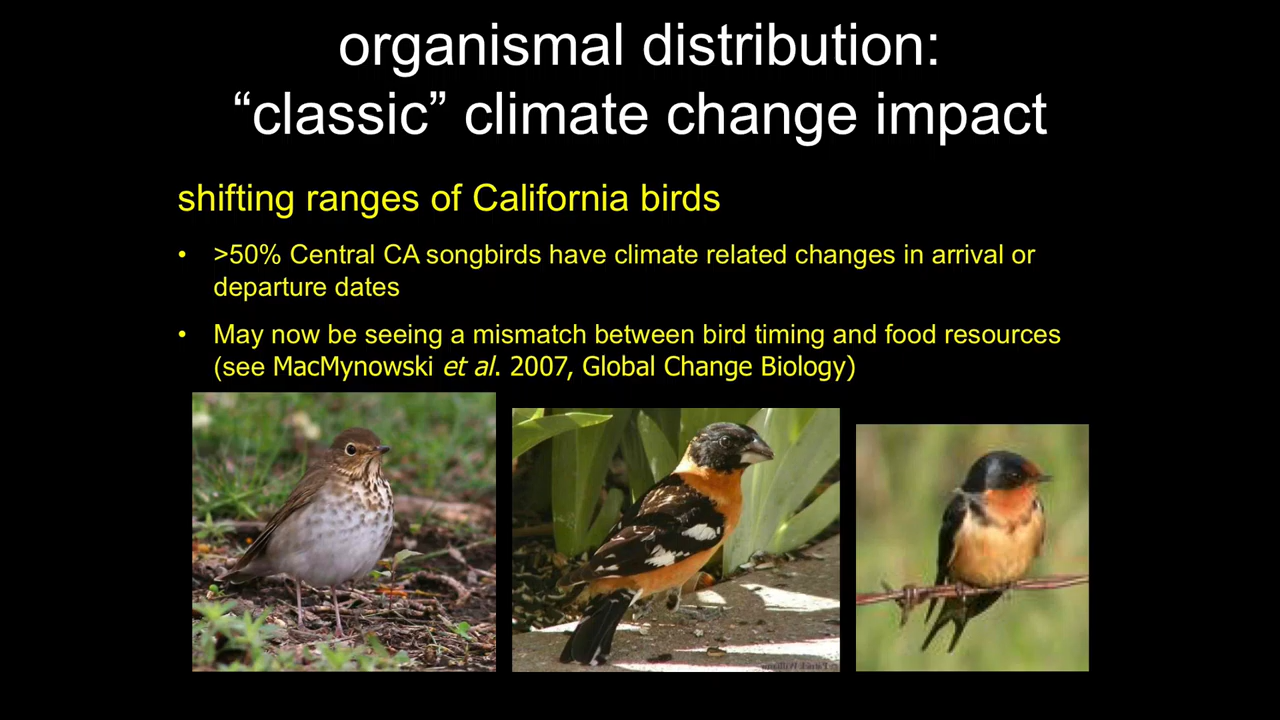 organismal distribution:
“classic” climate change impact
shifting ranges of California birds
• >50% Central CA songbirds have climate related changes in arrival or
departure dates
• May now be seeing a mismatch between bird timing and food resources
(see MacMynowski et al. 2007, Global Change Biology)